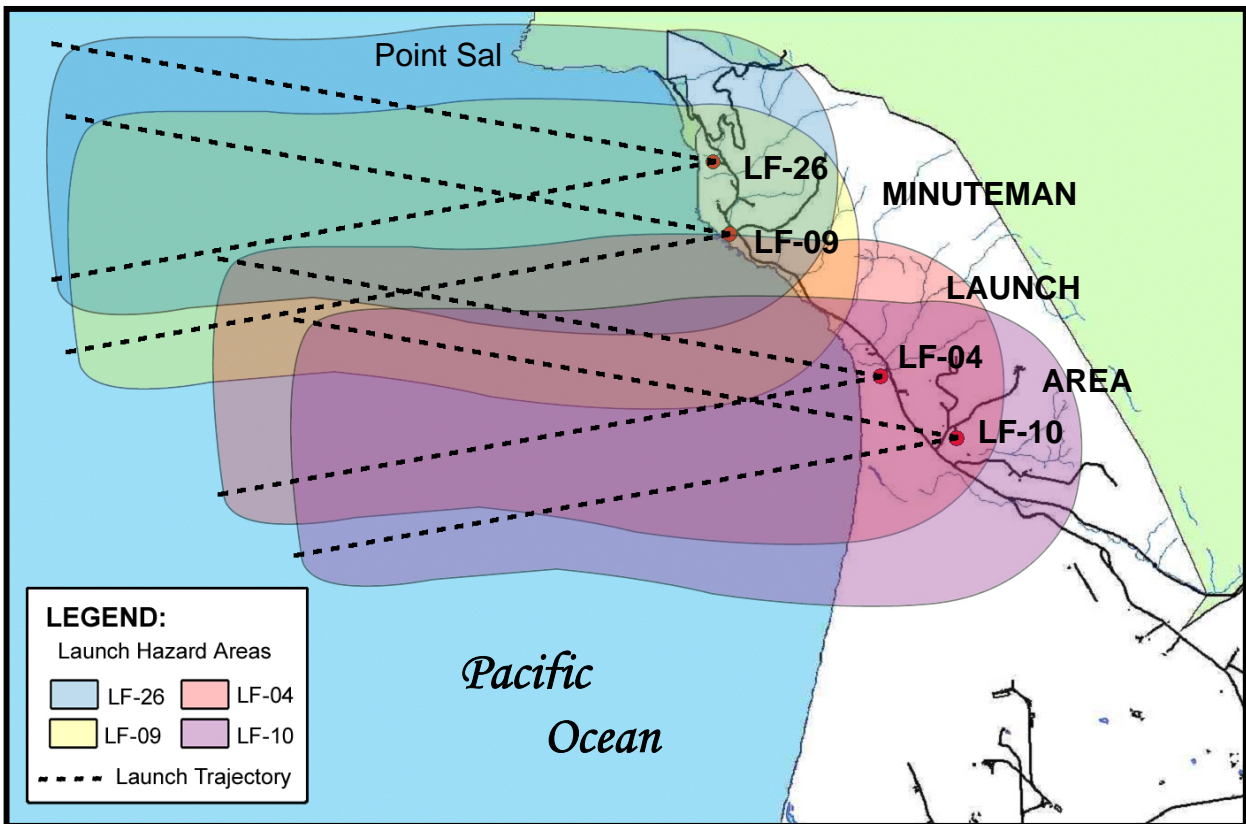 Point Sal
LF-26
MINUTEMAN
LF-09
LAUNCH
LF-04
AREA
LF-10
LEGEND:
Launch Hazard Areas
LF-26
LF-04
LF-09
LF-10
Launch Trajectory
Pacific
Ocean